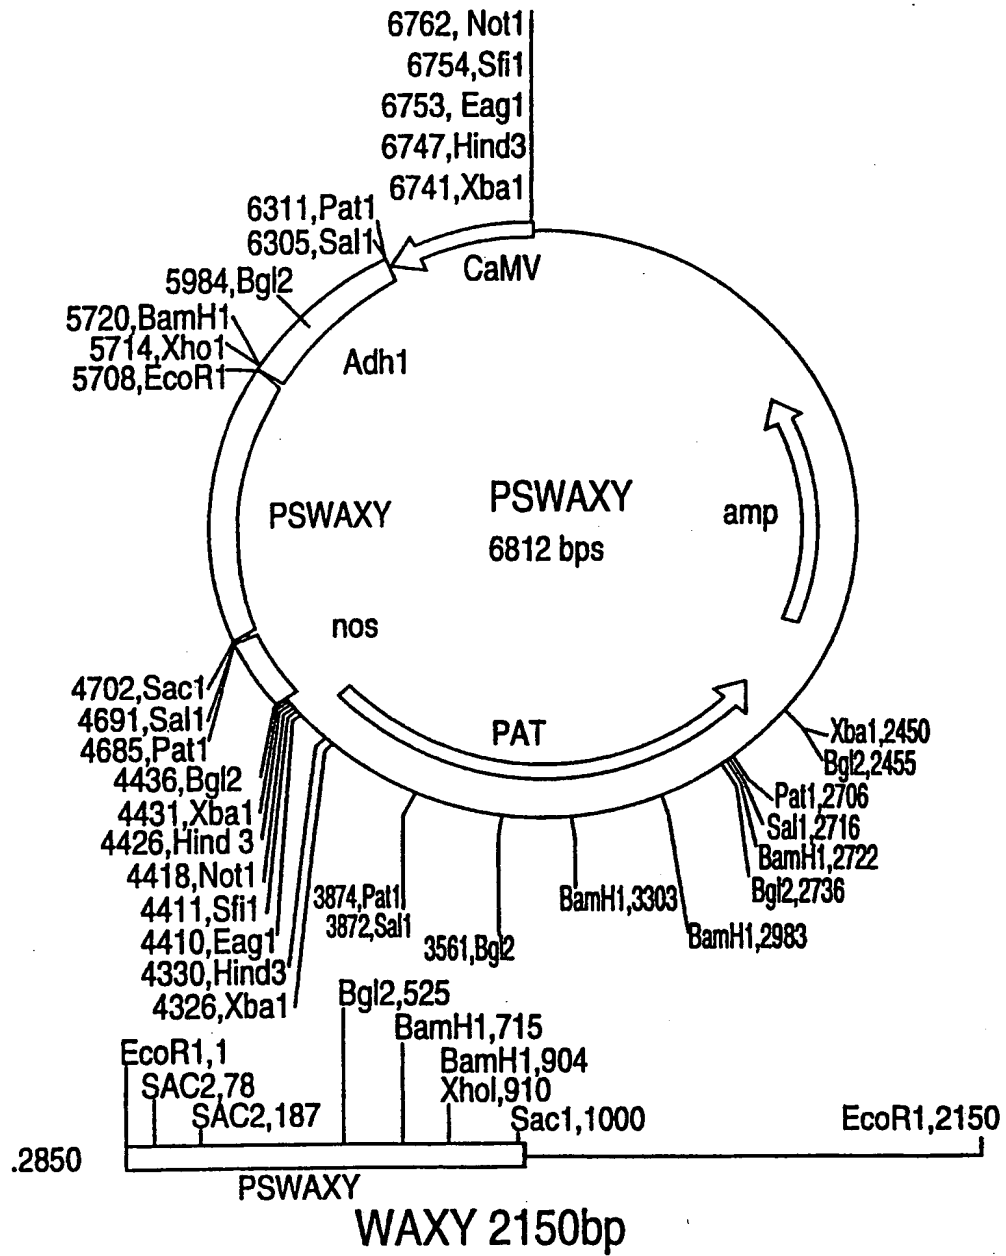 6762, Not1
6754,Sfi1
6753, Eag1
6747,Hind3
6741,Xba1
6311,Pat1
6305,Sal1
CaMV
5984,Bgl2
5720,BamH1
5714,Xho1
5708,EcoR1
Adh1
PSWAXY
PSWAXY
6812 bps
amp
nos
PAT
4702,Sac1
4691,Sal1
4685,Pat1
4436,Bgl2
4431,Xba1
4426,Hind 3
4418,Not1
4411,Sfi1
4410,Eag1
4330,Hind3
4326,Xba1
3874,Pat1
3872,Sal1
3561,Bgl2
BamH1,3303
BamH1,2983
Xba1,2450
Bgl2,2455
Pat1,2706
Sal1,2716
BamH1,2722
Bgl2,2736
Bgl2,525
BamH1,715
EcoR1,1
BamH1,904
SAC2,78
XhoI,910
SAC2,187
Sac1,1000
EcoR1,2150
.2850
PSWAXY
WAXY 2150bp